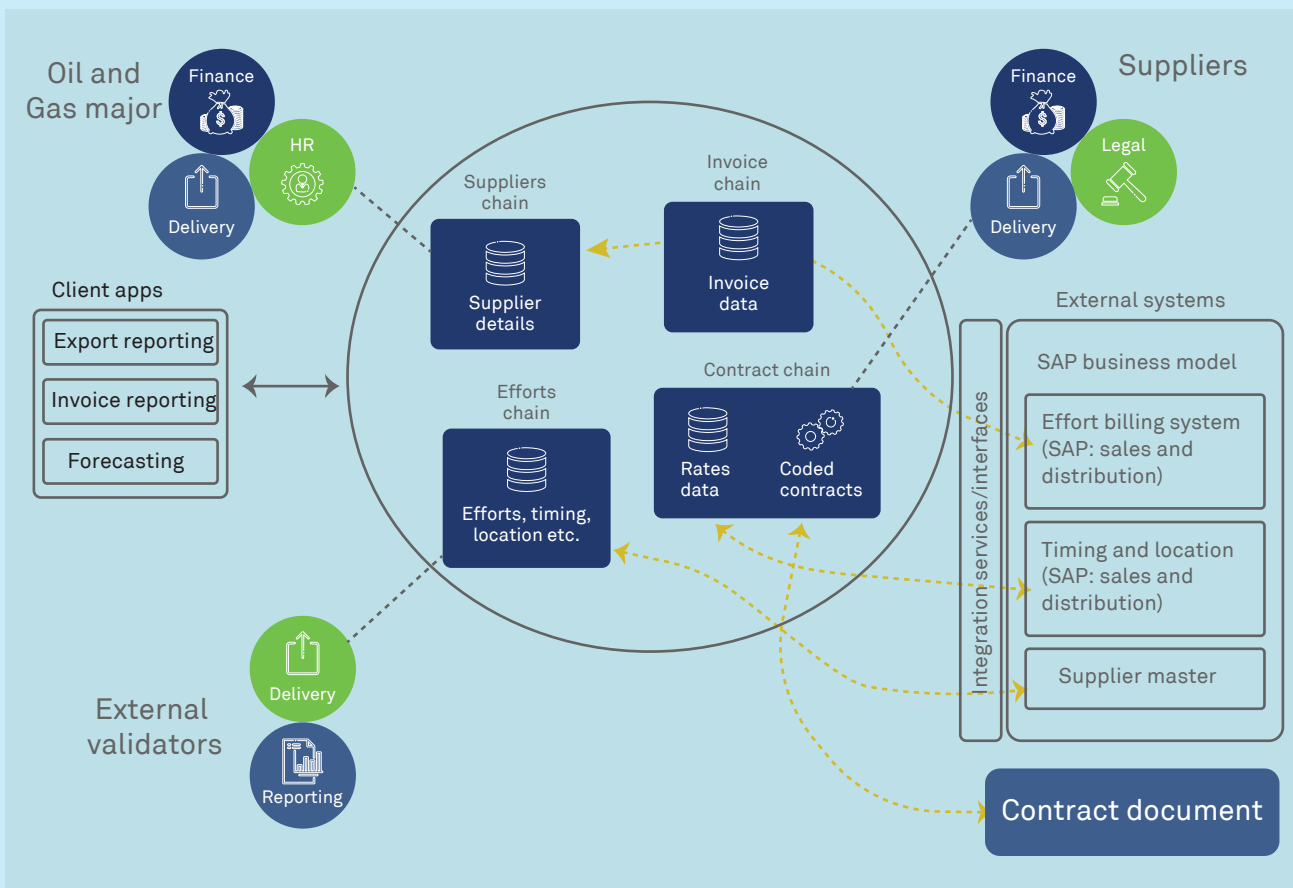 Oil and
Gas major
Finance
HR
Delivery
Suppliers
Finance
Legal
Delivery
Suppliers
chain
Supplier
details
Invoice
chain
Invoice
data
Client apps
Export reporting
Invoice reporting
Forecasting
Efforts
chain
Efforts, timing,
location etc.
Contract chain
Rates
data
Coded
contracts
External systems
Integration services/interfaces
SAP business model
Effort billing system
(SAP: sales and
distribution)
Timing and location
(SAP: sales and
distribution)
Supplier master
Contract document
External
validators
Delivery
Reporting